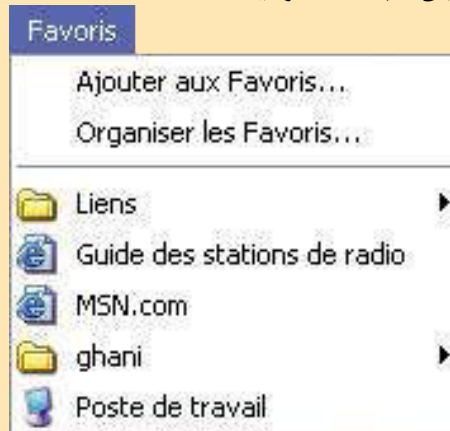 Favoris
Ajouter aux Favoris...
Organiser les Favoris...
Liens
Guide des stations de radio
MSN.com
ghani
Poste de travail